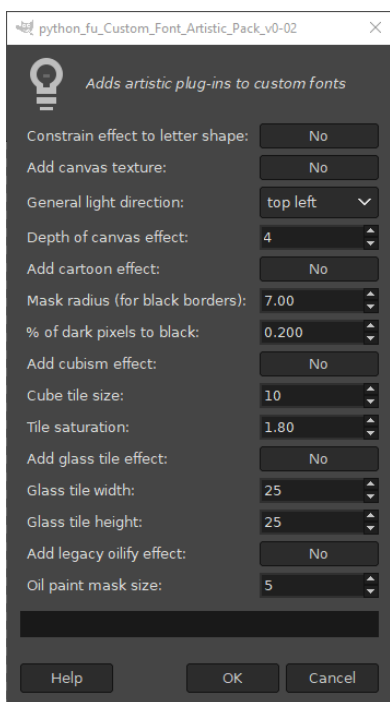 python_fu_Custom_Font_Artistic_Pack_v0-02
Adds artistic plug-ins to custom fonts
Constrain effect to letter shape: No
Add canvas texture: No
General light direction: top left
Depth of canvas effect: 4
Add cartoon effect: No
Mask radius (for black borders): 7.00
% of dark pixels to black: 0.200
Add cubism effect: No
Cube tile size: 10
Tile saturation: 1.80
Add glass tile effect: No
Glass tile width: 25
Glass tile height: 25
Add legacy oilify effect: No
Oil paint mask size: 5
Help OK Cancel